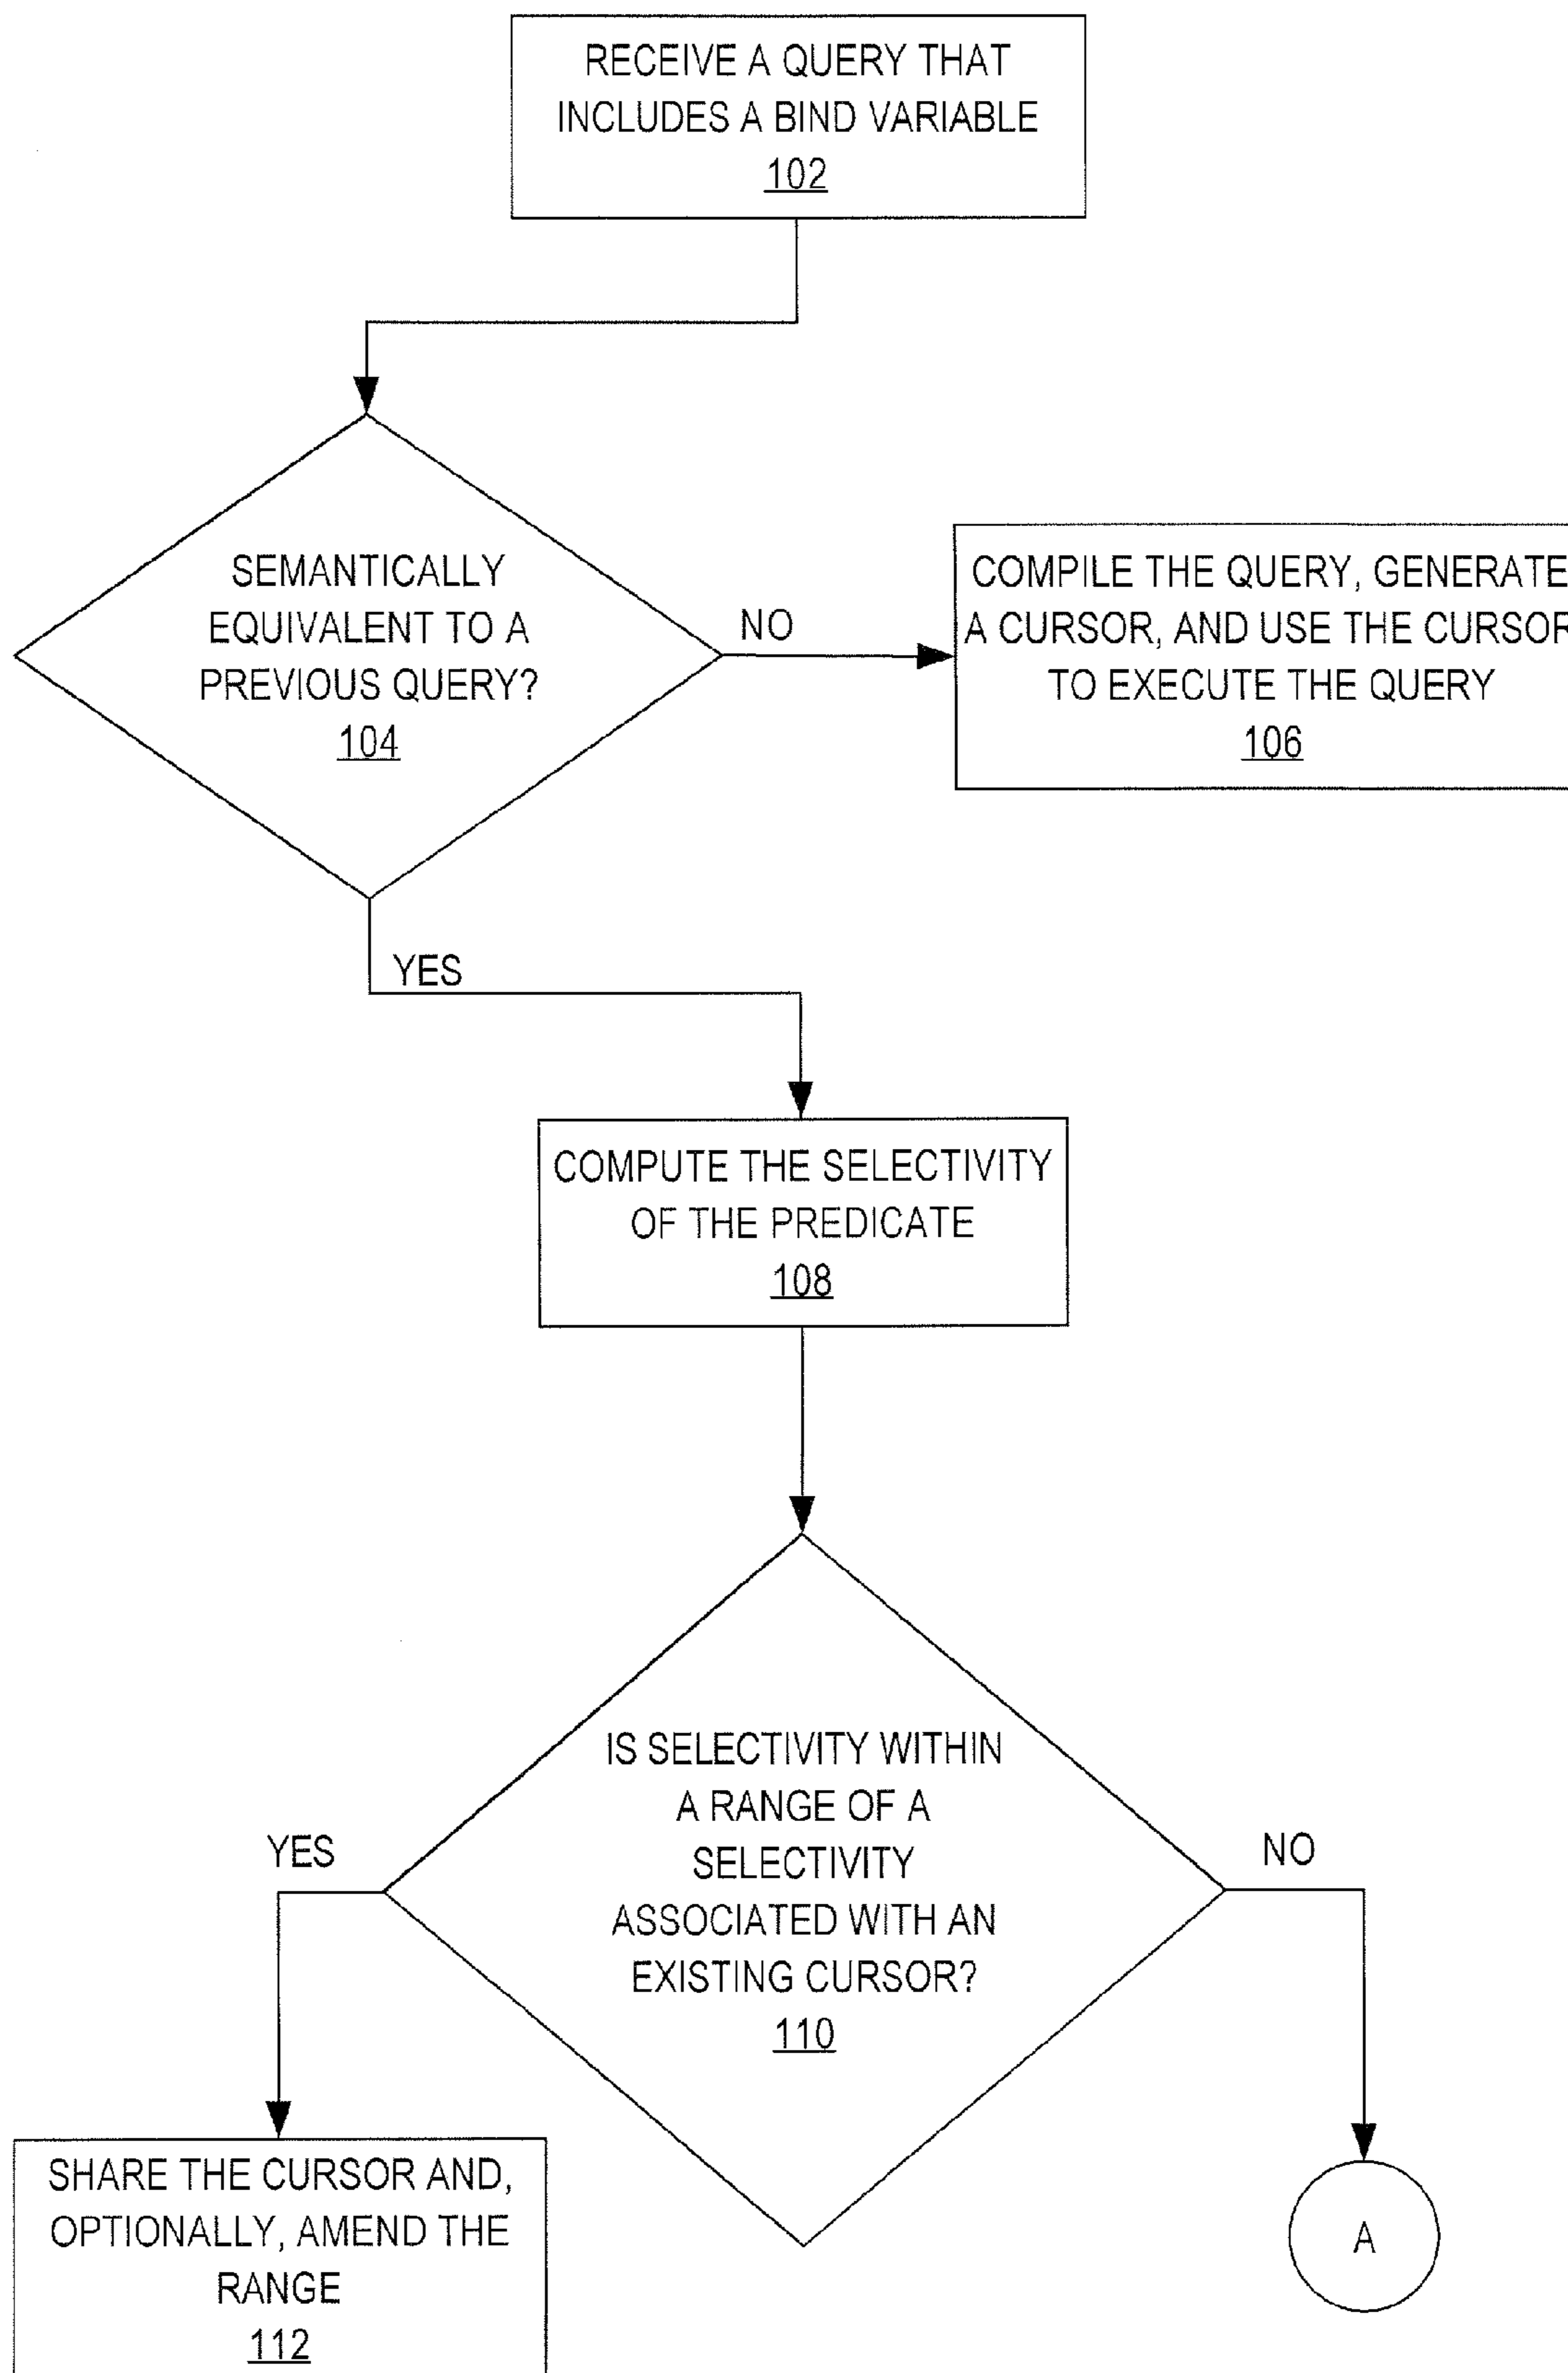 RECEIVE A QUERY THAT
INCLUDES A BIND VARIABLE
102
SEMANTICALLY
EQUIVALENT TO A
PREVIOUS QUERY?
104
NO
COMPILE THE QUERY, GENERATE
A CURSOR, AND USE THE CURSOR
TO EXECUTE THE QUERY
106
YES
COMPUTE THE SELECTIVITY
OF THE PREDICATE
108
IS SELECTIVITY WITHIN
A RANGE OF A
SELECTIVITY
ASSOCIATED WITH AN
EXISTING CURSOR?
110
YES
NO
SHARE THE CURSOR AND,
OPTIONALLY, AMEND THE
RANGE
112
A